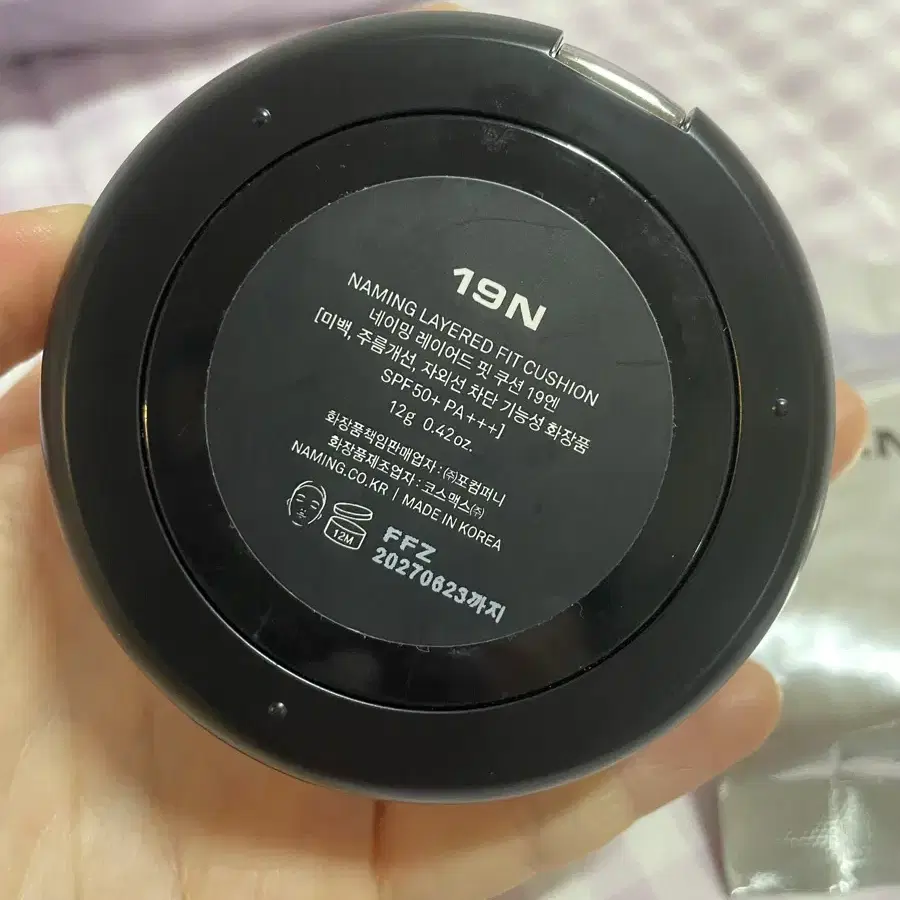 19N
NAMING LAYERED FIT CUSHION
네이밍 레이어드 핏 쿠션 19엔
[미백, 주름개선, 자외선 차단 기능성 화장품
SPF50+ PA+++]
12g 0.42oz.
화장품책임판매업자 : ㈜포컴퍼니
화장품제조업자 : 코스맥스㈜
NAMING.CO.KR | MADE IN KOREA
12M
FFZ
20270623까지